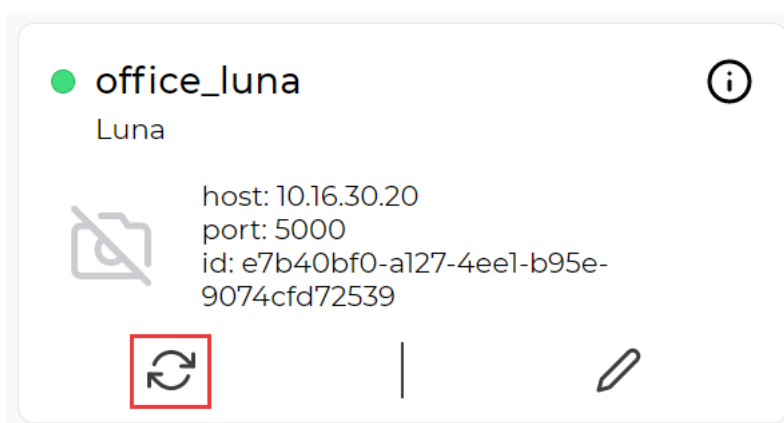 office_luna
Luna
host: 10.16.30.20
port: 5000
id: e7b40bf0-a127-4ee1-b95e-
9074cfd72539